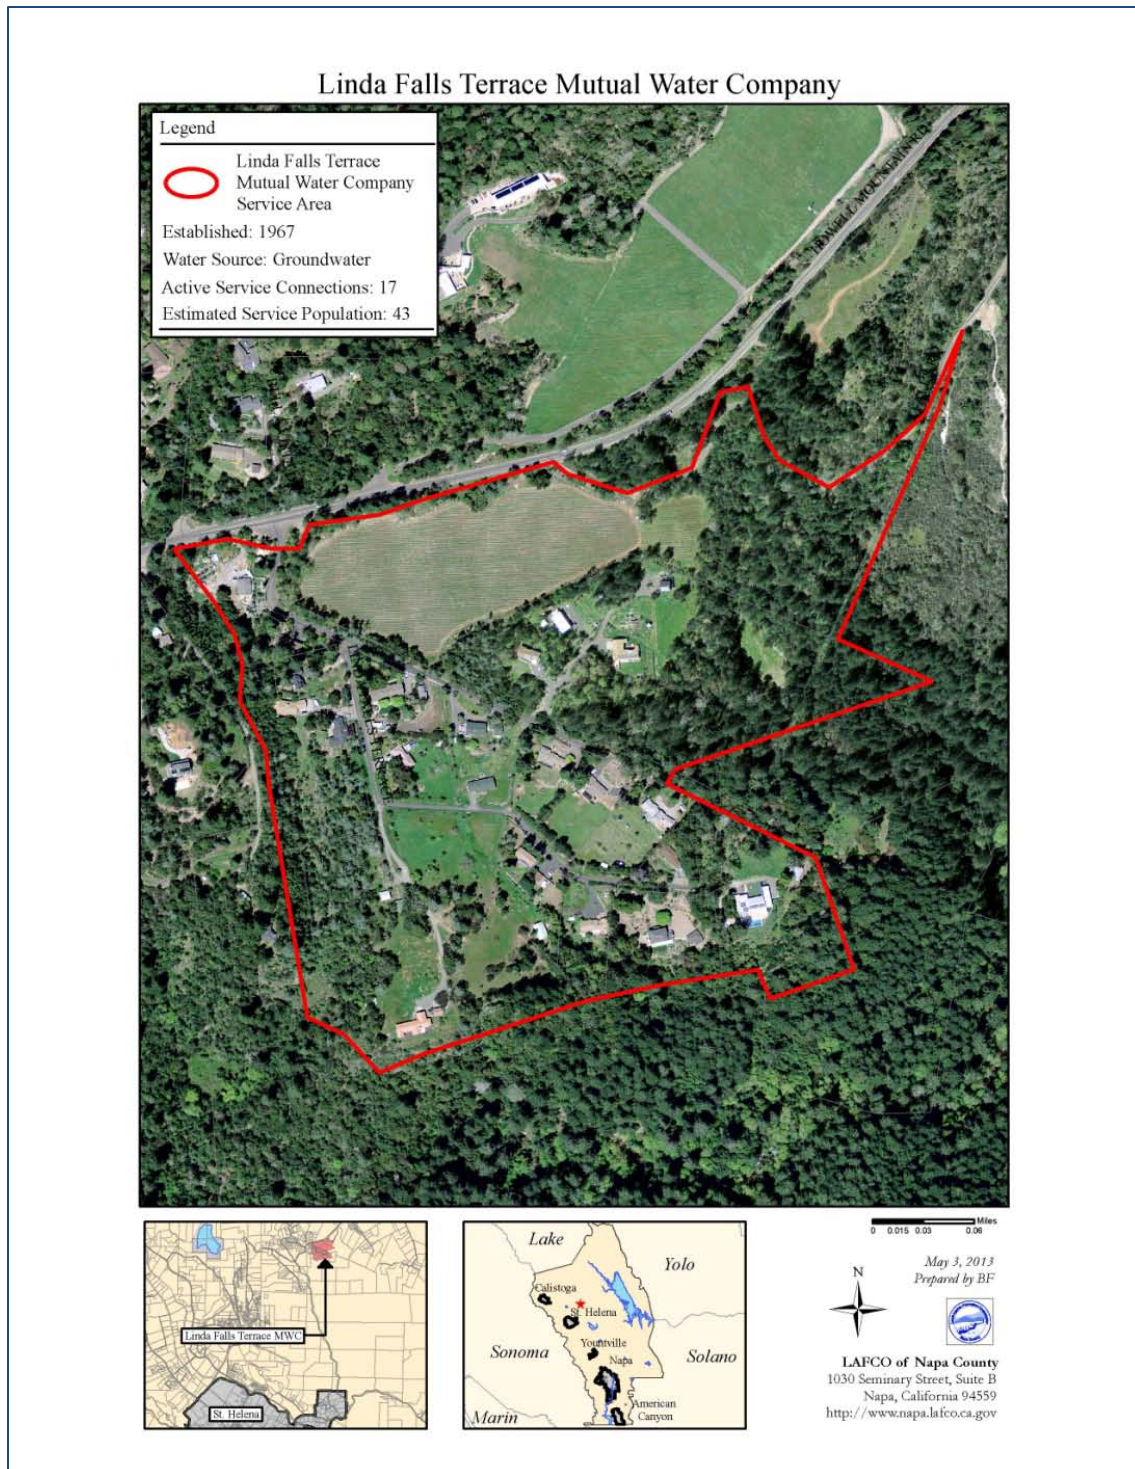 Linda Falls Terrace Mutual Water Company
Legend
Linda Falls Terrace
Mutual Water Company
Service Area
Established: 1967
Water Source: Groundwater
Active Service Connections: 17
Estimated Service Population: 43
HOWELL MOUNTAIN RD
Linda Falls Terrace MWC
St. Helena
Lake
Yolo
Calistoga
St. Helena
Yountville
Sonoma
Napa
Solano
American
Canyon
Marin
Miles
0 0.015 0.03 0.06
May 3, 2013
Prepared by BF
N
LAFCO of Napa County
1030 Seminary Street, Suite B
Napa, California 94559
http://www.napa.lafco.ca.gov